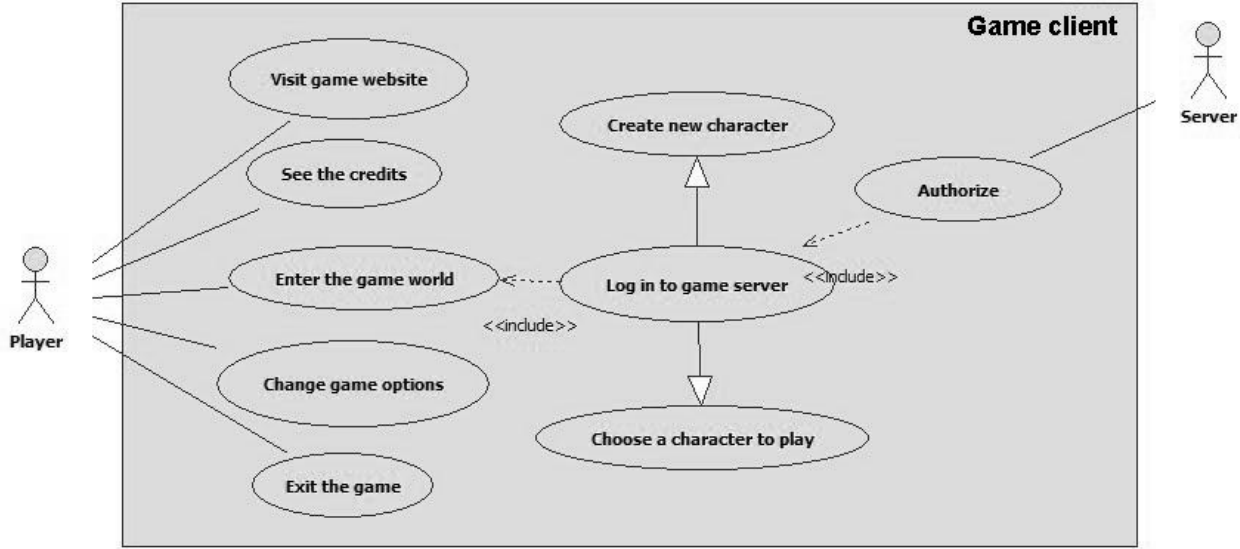 Game client
Visit game website
Server
Create new character
See the credits
Authorize
Enter the game world
Log in to game server
<<include>>
<<include>>
Player
Change game options
Choose a character to play
Exit the game